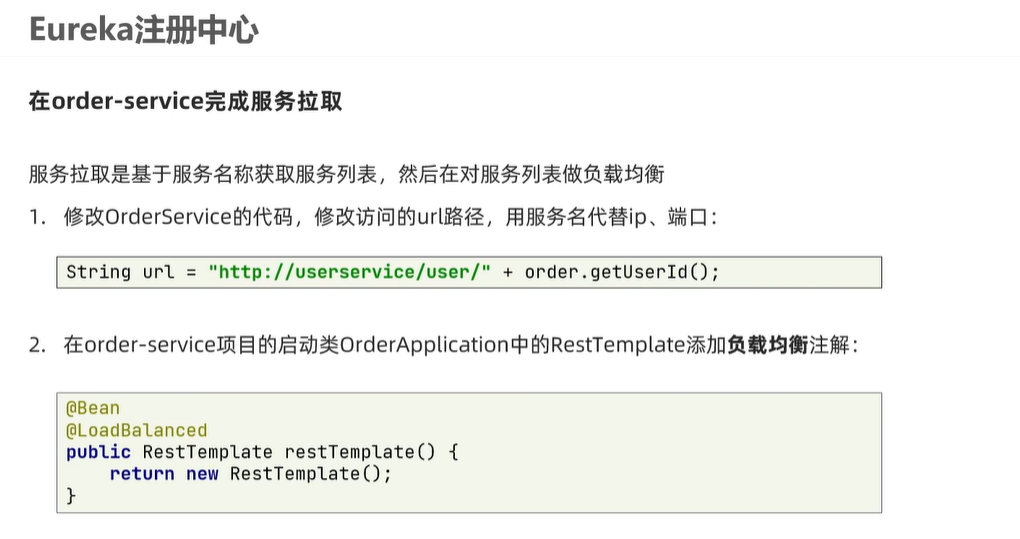 Eureka注册中心
在order-service完成服务拉取
服务拉取是基于服务名称获取服务列表，然后在对服务列表做负载均衡
1. 修改OrderService的代码，修改访问的url路径，用服务名代替ip、端口：
String url = "http://userservice/user/" + order.getUserId();
2. 在order-service项目的启动类OrderApplication中的RestTemplate添加负载均衡注解：
@Bean
@LoadBalanced
public RestTemplate restTemplate() {
    return new RestTemplate();
}